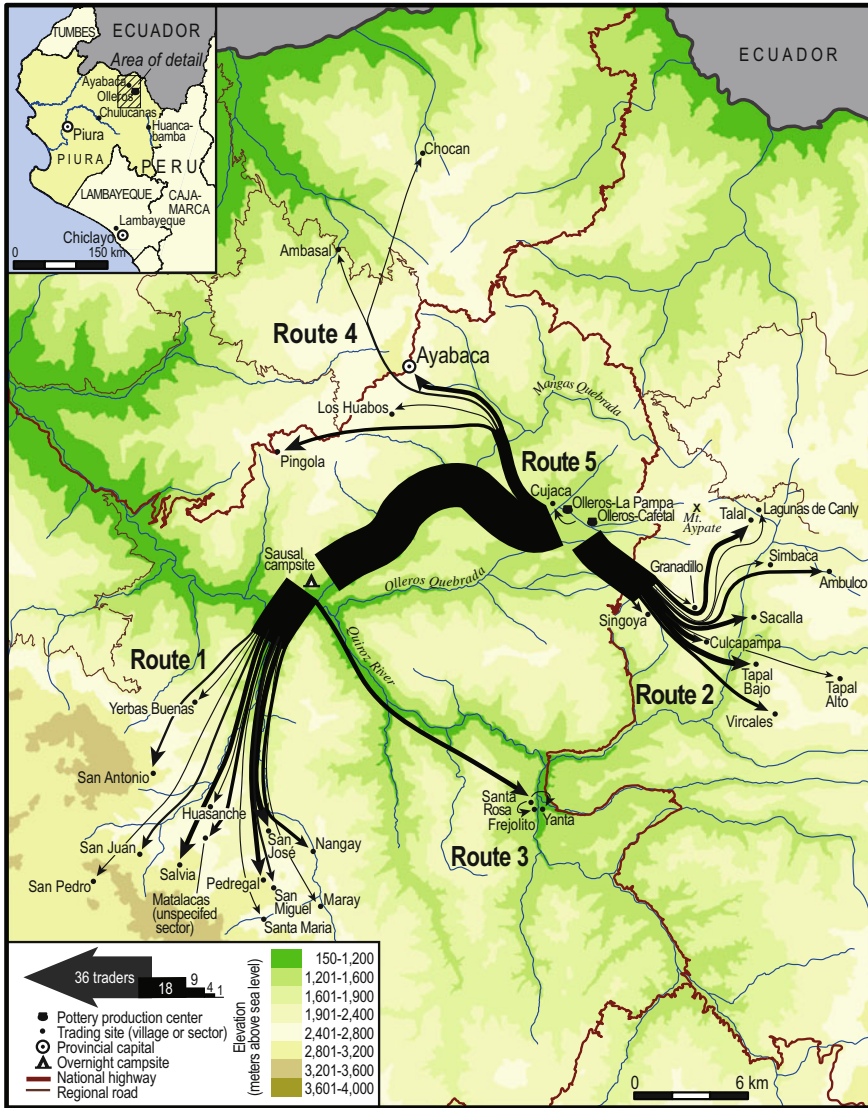 ECUADOR
TUMBES
Area of detail
Ayabaca
Olleros
Chulucanas
Piura
Huanca-
bamba
PIURA
PERU
LAMBAYEQUE
CAJA-
MARCA
Lambayeque
Chiclayo
0
150 km
ECUADOR
Chocan
Ambasal
Route 4
Ayabaca
Mangas Quebrada
Los Huabos
Pingola
Route 5
Cujaca
Olleros-La Pampa
Olleros-Cafetal
x
Mt.
Aypate
Talal
Lagunas de Canly
Sausal
campsite
Olleros Quebrada
Granadillo
Simbaca
Ambulco
Singoya
Sacalla
Culcapampa
Route 1
Quiroz River
Route 2
Tapal
Bajo
Tapal
Alto
Yerbas Buenas
Vircales
San Antonio
Huasanche
Santa
Rosa
Frejolito
Yanta
San Juan
San
José
Nangay
Route 3
San Pedro
Salvia
Pedregal
Matalacas
(unspecifed
sector)
San
Miguel
Maray
Santa Maria
36 traders
18
9
4
1
Pottery production center
Trading site (village or sector)
Provincial capital
Overnight campsite
National highway
Regional road
Elevation
(meters above sea level)
150-1,200
1,201-1,600
1,601-1,900
1,901-2,400
2,401-2,800
2,801-3,200
3,201-3,600
3,601-4,000
0
6 km